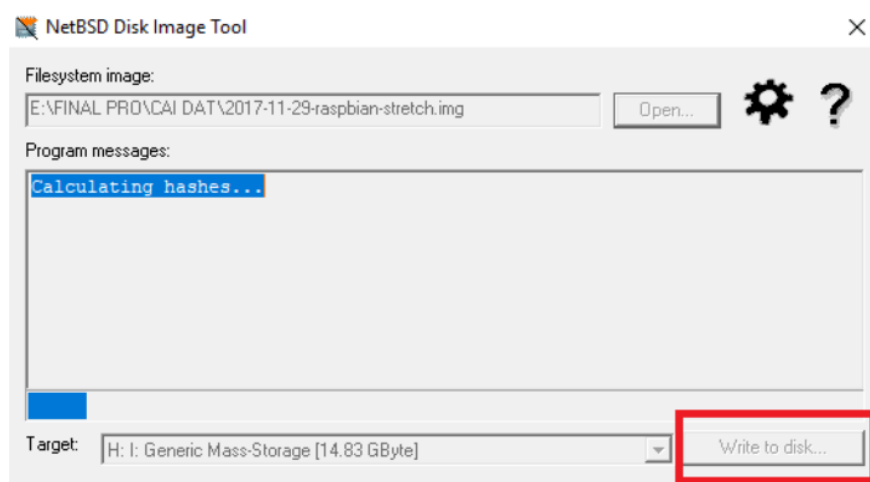 NetBSD Disk Image Tool
Filesystem image:
E:\FINAL PRO\CAI DAT\2017-11-29-raspbian-stretch.img
Open...
?
Program messages:
Calculating hashes...
Target:
H: I: Generic Mass-Storage [14.83 GByte]
Write to disk...